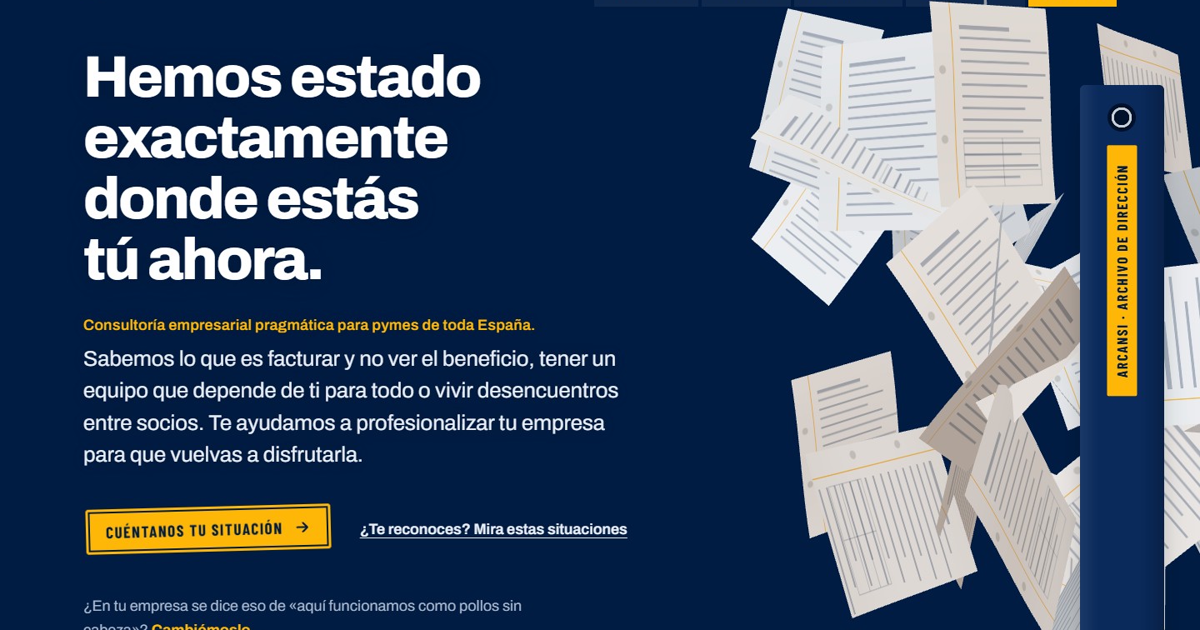 Hemos estado
exactamente
donde estás
tú ahora.
Consultoría empresarial pragmática para pymes de toda España.
Sabemos lo que es facturar y no ver el beneficio, tener un
equipo que depende de ti para todo o vivir desencuentros
entre socios. Te ayudamos a profesionalizar tu empresa
para que vuelvas a disfrutarla.
CUÉNTANOS TU SITUACIÓN →
¿Te reconoces? Mira estas situaciones
¿En tu empresa se dice eso de «aquí funcionamos como pollos sin
cabeza»? Cambiémoslo
ARCANSI · ARCHIVO DE DIRECCIÓN